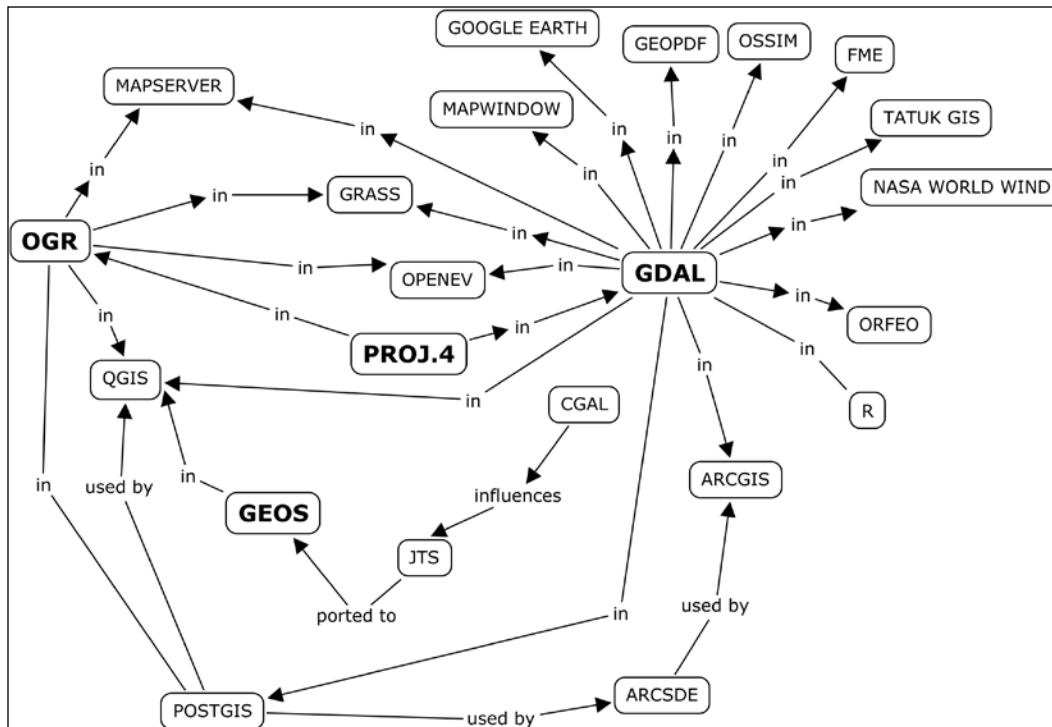 GOOGLE EARTH
GEOPDF
OSSIM
FME
MAPSERVER
MAPWINDOW
TATUK GIS
in
in
in
in
in
in
in
in
in
NASA WORLD WIND
in
GRASS
in
in
OGR
in
in
GDAL
OPENEV
in
in
in
in
ORFEO
PROJ.4
in
in
QGIS
in
CGAL
R
in
ARCGIS
in
used by
influences
GEOS
JTS
used by
ported to
in
ARCSDE
POSTGIS
used by